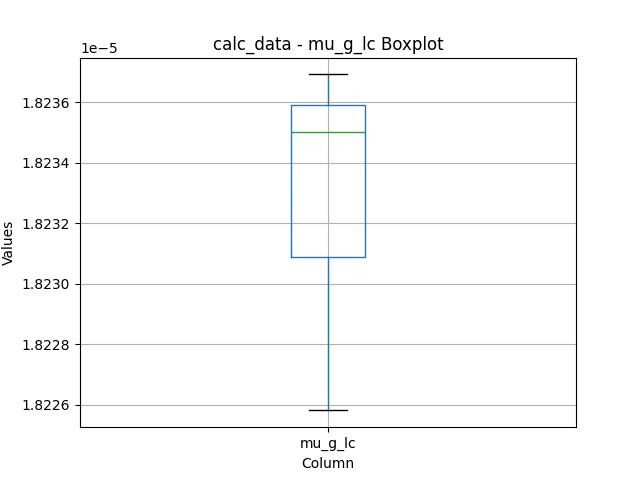 calc_data - mu_g_lc Boxplot
1e−5
1.8236
1.8234
1.8232
1.8230
1.8228
1.8226
Values
mu_g_lc
Column